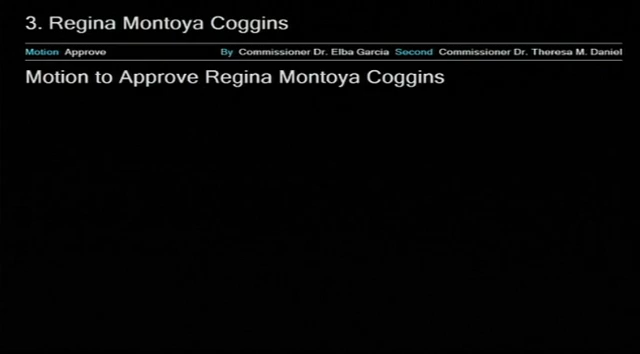 3. Regina Montoya Coggins
Motion Approve By Commissioner Dr. Elba Garcia Second Commissioner Dr. Theresa M. Daniel
Motion to Approve Regina Montoya Coggins